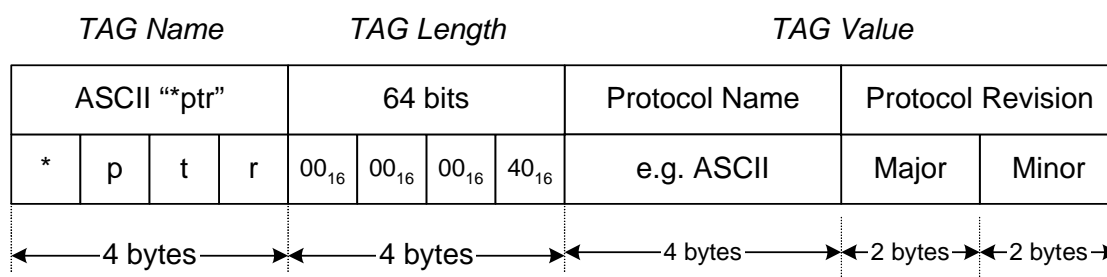 TAG Name TAG Length TAG Value
ASCII “*ptr” 64 bits Protocol Name Protocol Revision
* p t r 00₁₆ 00₁₆ 00₁₆ 40₁₆ e.g. ASCII Major Minor
4 bytes 4 bytes 4 bytes 2 bytes 2 bytes